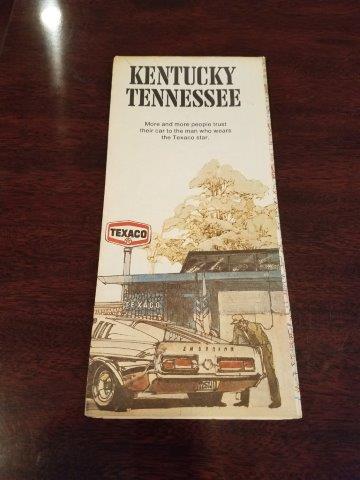 KENTUCKY
TENNESSEE
More and more people trust
their car to the man who wears
the Texaco star.
TEXACO
TEXACO